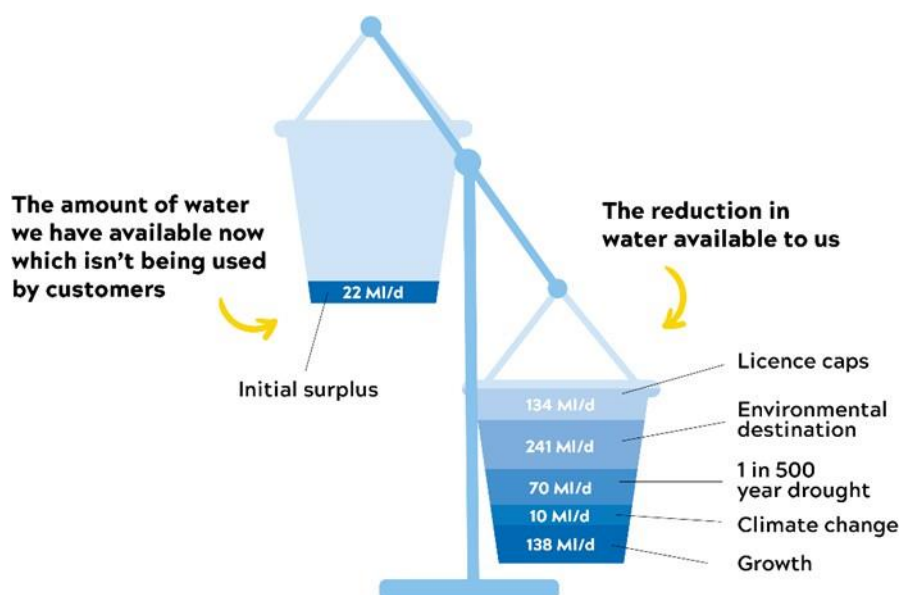 The amount of water
we have available now
which isn't being used
by customers
22 Ml/d
Initial surplus
The reduction in
water available to us
134 Ml/d
Licence caps
241 Ml/d
Environmental
destination
70 Ml/d
1 in 500
year drought
10 Ml/d
Climate change
138 Ml/d
Growth